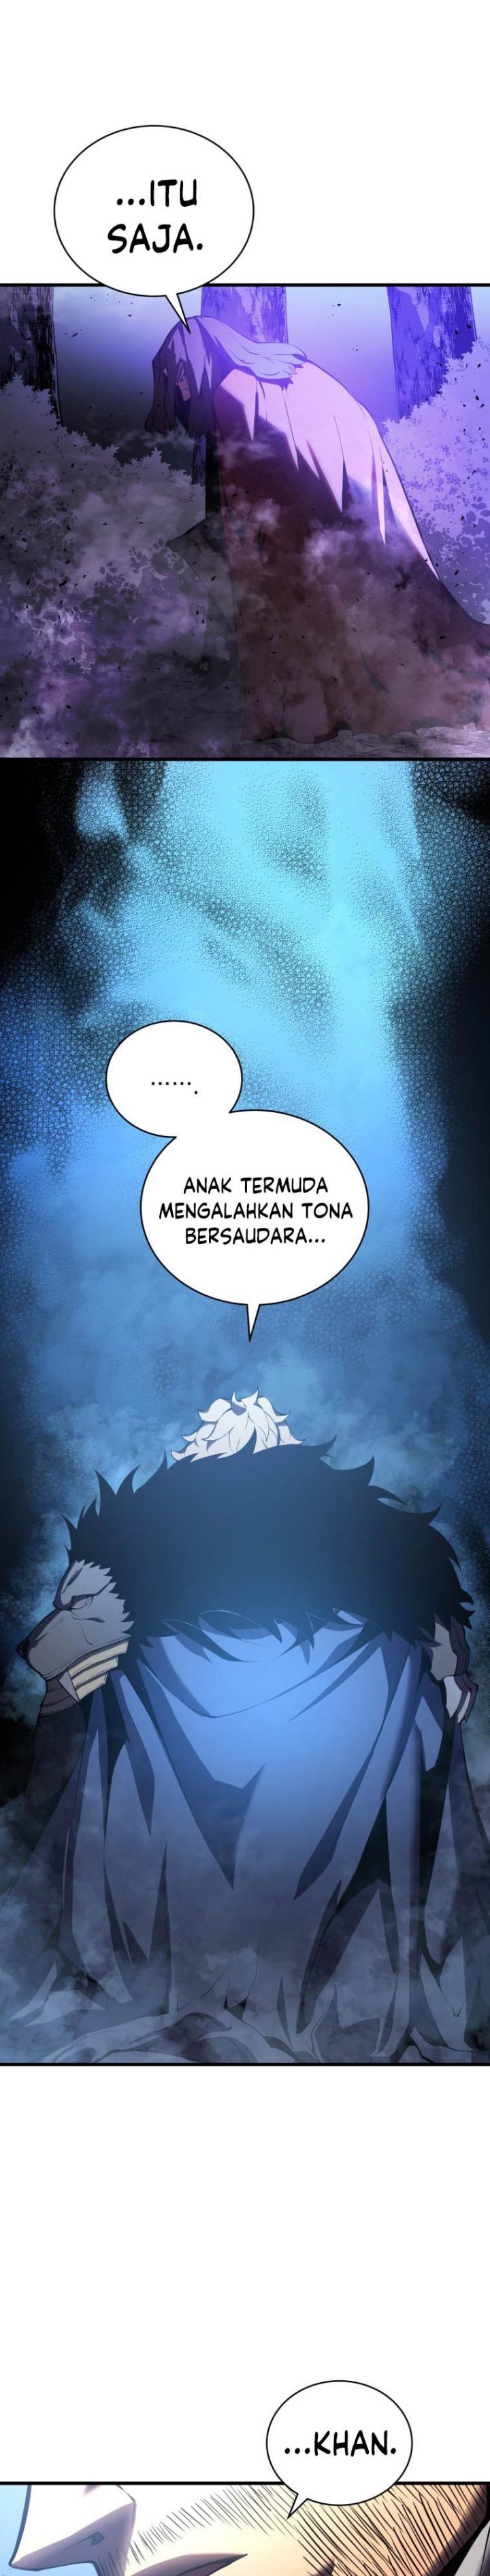 ...ITU
SAJA.
.......
ANAK TERMUDA
MENGALAHKAN TONA
BERSAUDARA...
...KHAN.